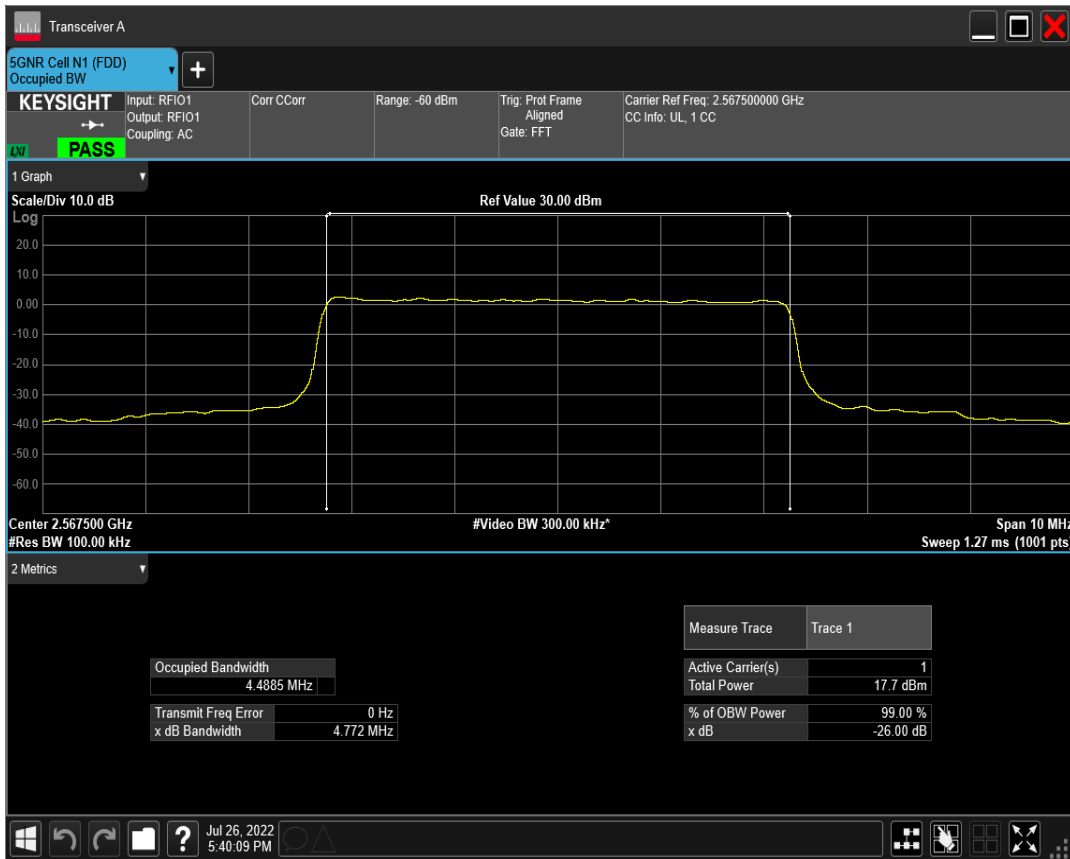 Transceiver A
5GNR Cell N1 (FDD)
Occupied BW
+
KEYSIGHT
LXI
PASS
Input: RFIO1
Output: RFIO1
Coupling: AC
Corr CCorr
Range: -60 dBm
Trig: Prot Frame
Aligned
Gate: FFT
Carrier Ref Freq: 2.567500000 GHz
CC Info: UL, 1 CC
1 Graph
Scale/Div 10.0 dB
Ref Value 30.00 dBm
Log
20.0
10.0
0.00
-10.0
-20.0
-30.0
-40.0
-50.0
-60.0
Center 2.567500 GHz
#Video BW 300.00 kHz*
Span 10 MHz
#Res BW 100.00 kHz
Sweep 1.27 ms (1001 pts)
2 Metrics
Measure Trace Trace 1
Occupied Bandwidth
4.4885 MHz
Active Carrier(s) 1
Total Power 17.7 dBm
Transmit Freq Error 0 Hz
x dB Bandwidth 4.772 MHz
% of OBW Power 99.00 %
x dB -26.00 dB
?
Jul 26, 2022
5:40:09 PM